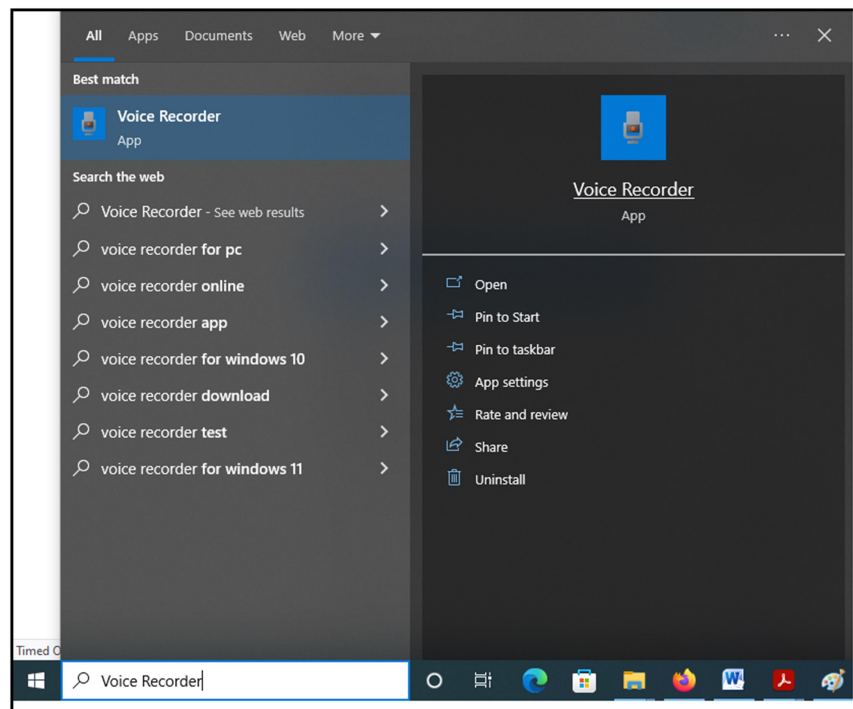 All Apps Documents Web More
Best match
Voice Recorder
App
Search the web
Voice Recorder - See web results
voice recorder for pc
voice recorder online
voice recorder app
voice recorder for windows 10
voice recorder download
voice recorder test
voice recorder for windows 11
Voice Recorder
App
Open
Pin to Start
Pin to taskbar
App settings
Rate and review
Share
Uninstall
Timed O
Voice Recorder